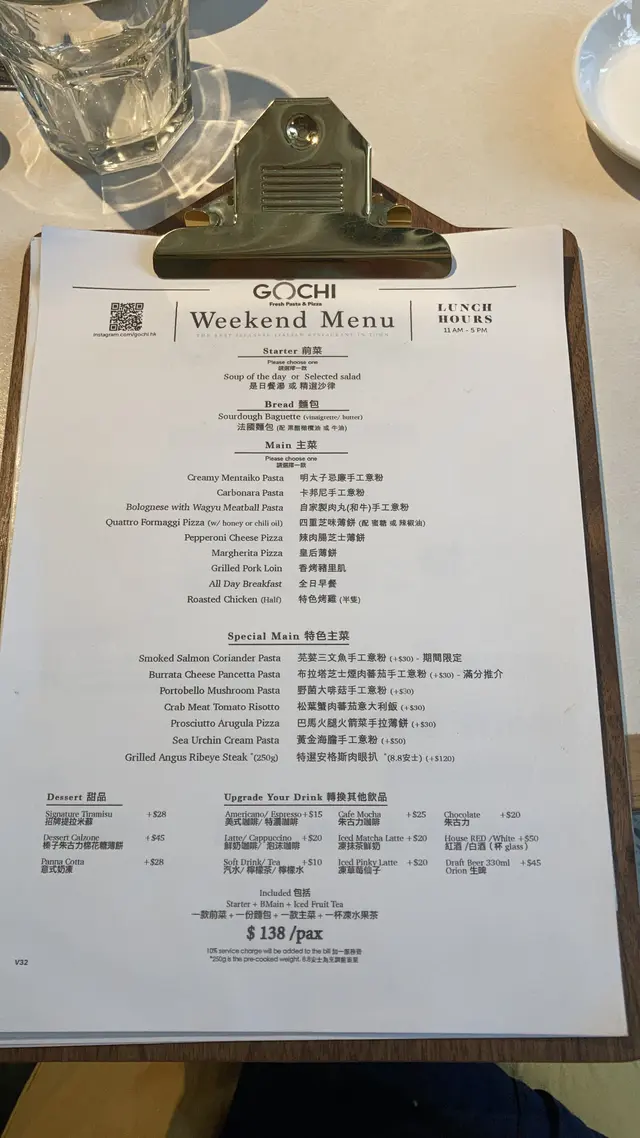 GOCHI
Fresh Pasta & Pizza
instagram.com/gochi.hk
Weekend Menu
LUNCH
HOURS
11 AM - 5 PM
Starter 前菜
Please choose one
請選擇一款
Soup of the day or Selected salad
是日餐湯 或 精選沙律
Bread 麵包
Sourdough Baguette (vinaigrette/ butter)
法國麵包 (配 黑醋橄欖油 或 牛油)
Main 主菜
Please choose one
請選擇一款
Creamy Mentaiko Pasta 明太子忌廉手工意粉
Carbonara Pasta 卡邦尼手工意粉
Bolognese with Wagyu Meatball Pasta 自家製肉丸(和牛)手工意粉
Quattro Formaggi Pizza (w/ honey or chili oil) 四重芝味薄餅 (配 蜜糖 或 辣椒油)
Pepperoni Cheese Pizza 辣肉腸芝士薄餅
Margherita Pizza 皇后薄餅
Grilled Pork Loin 香烤豬里肌
All Day Breakfast 全日早餐
Roasted Chicken (Half) 特色烤雞 (半隻)
Special Main 特色主菜
Smoked Salmon Coriander Pasta 芫荽三文魚手工意粉 (+$30) - 期間限定
Burrata Cheese Pancetta Pasta 布拉塔芝士煙肉蕃茄手工意粉 (+$30) - 滿分推介
Portobello Mushroom Pasta 野菌大啡菇手工意粉 (+$30)
Crab Meat Tomato Risotto 松葉蟹肉蕃茄意大利飯 (+$30)
Prosciutto Arugula Pizza 巴馬火腿火箭菜手拉薄餅 (+$30)
Sea Urchin Cream Pasta 黃金海膽手工意粉 (+$50)
Grilled Angus Ribeye Steak *(250g) 特選安格斯肉眼扒 *(8.8安士) (+$120)
Dessert 甜品
Signature Tiramisu +$28
招牌提拉米蘇
Dessert Calzone +$45
榛子朱古力棉花糖薄餅
Panna Cotta +$28
意式奶凍
Upgrade Your Drink 轉換其他飲品
Americano/ Espresso +$15 Cafe Mocha +$25 Chocolate +$20
美式咖啡/ 特濃咖啡 朱古力咖啡 朱古力
Latte/ Cappuccino +$20 Iced Matcha Latte +$20 House RED /White +$50
鮮奶咖啡/ 泡沫咖啡 凍抹茶鮮奶 紅酒 /白酒 ( 杯 glass )
Soft Drink/ Tea +$10 Iced Pinky Latte +$20 Draft Beer 330ml +$45
汽水/ 檸檬茶/ 檸檬水 凍草莓仙子 Orion 生啤
Included 包括
Starter + BMain + Iced Fruit Tea
一款前菜 + 一份麵包 + 一款主菜 + 一杯凍水果茶
$ 138 /pax
10% service charge will be added to the bill 加一服務費
*250g is the pre-cooked weight.
V32